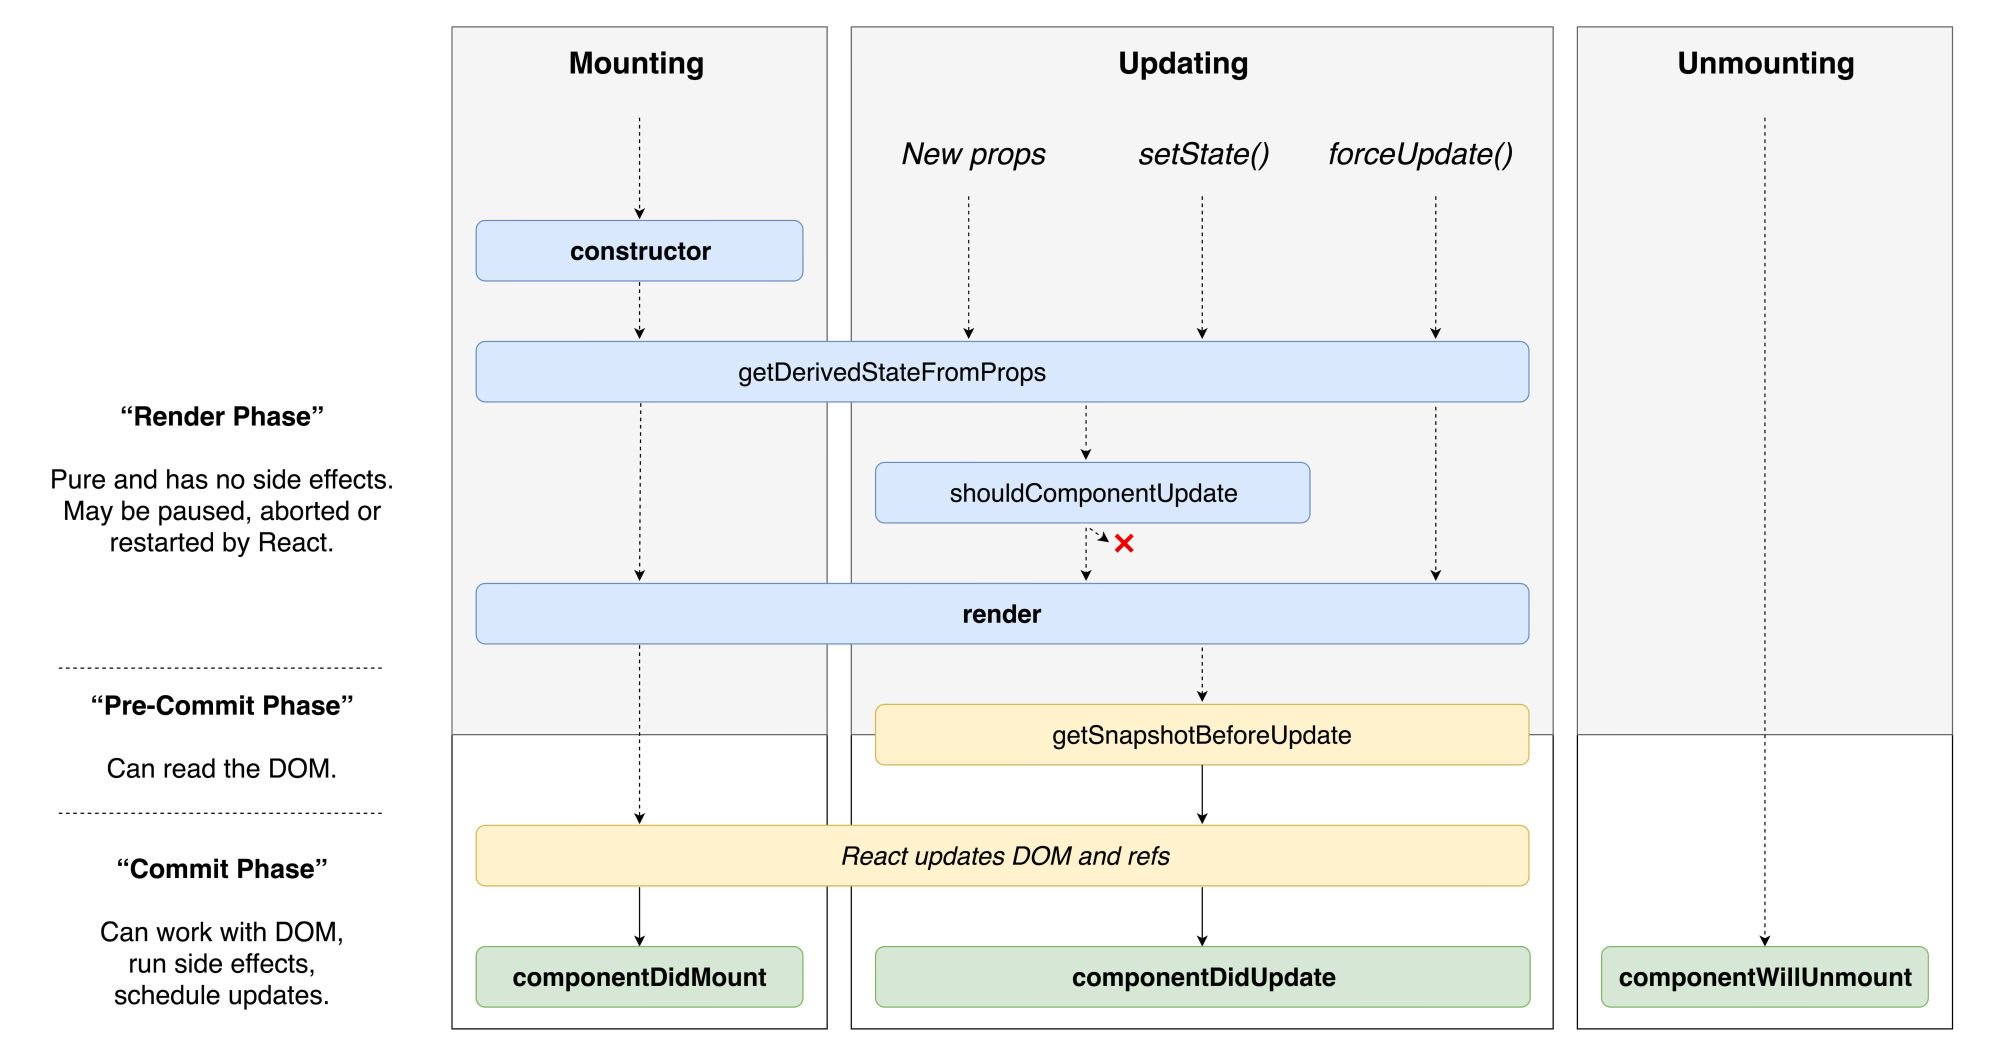 Mounting
Updating
Unmounting
New props
setState()
forceUpdate()
constructor
getDerivedStateFromProps
“Render Phase”
Pure and has no side effects.
May be paused, aborted or
restarted by React.
shouldComponentUpdate
render
“Pre-Commit Phase”
Can read the DOM.
getSnapshotBeforeUpdate
React updates DOM and refs
“Commit Phase”
Can work with DOM,
run side effects,
schedule updates.
componentDidMount
componentDidUpdate
componentWillUnmount